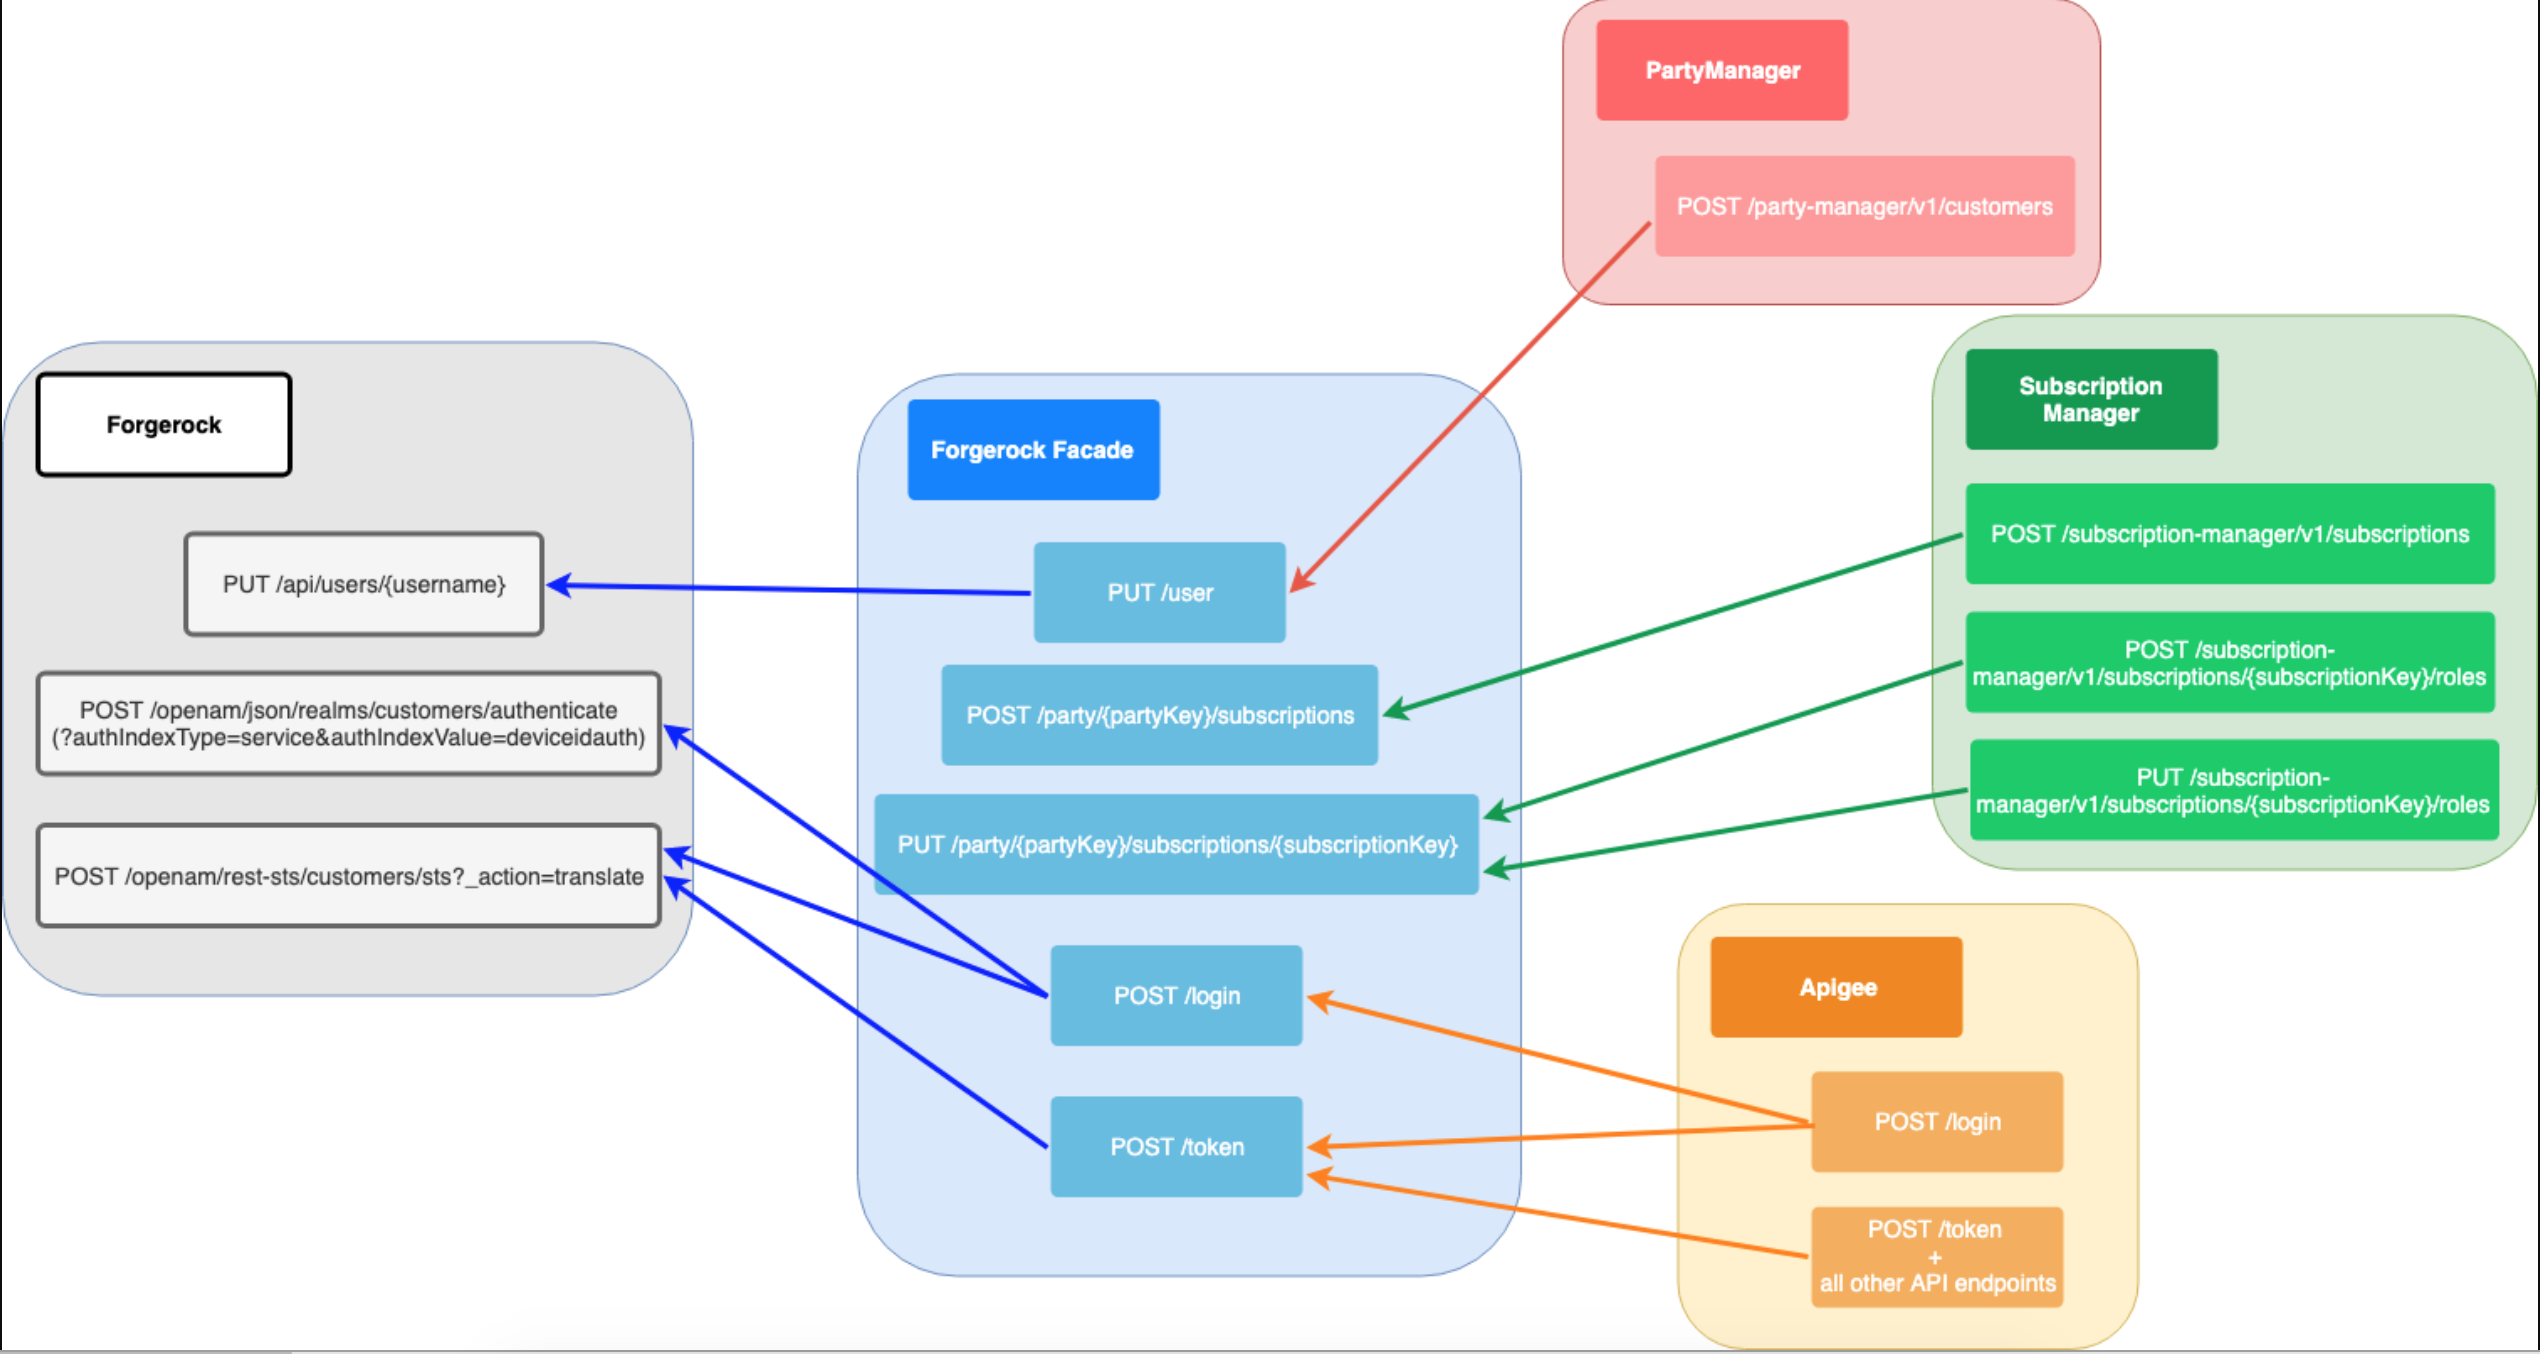 PartyManager
POST /party-manager/v1/customers
Forgerock
PUT /api/users/{username}
POST /openam/json/realms/customers/authenticate
(?authIndexType=service&authIndexValue=deviceidauth)
POST /openam/rest-sts/customers/sts?_action=translate
Forgerock Facade
PUT /user
POST /party/{partyKey}/subscriptions
PUT /party/{partyKey}/subscriptions/{subscriptionKey}
POST /login
POST /token
Subscription
Manager
POST /subscription-manager/v1/subscriptions
POST /subscription-
manager/v1/subscriptions/{subscriptionKey}/roles
PUT /subscription-
manager/v1/subscriptions/{subscriptionKey}/roles
Apigee
POST /login
POST /token
+
all other API endpoints